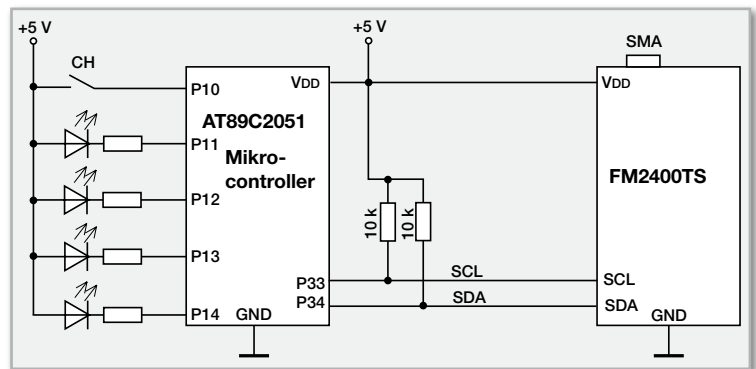 +5 V
+5 V
CH
SMA
P10
VDD
VDD
AT89C2051
P11
Mikro-
controller
FM2400TS
P12
10 k
10 k
P13
P33
SCL
SCL
P34
SDA
SDA
P14
GND
GND